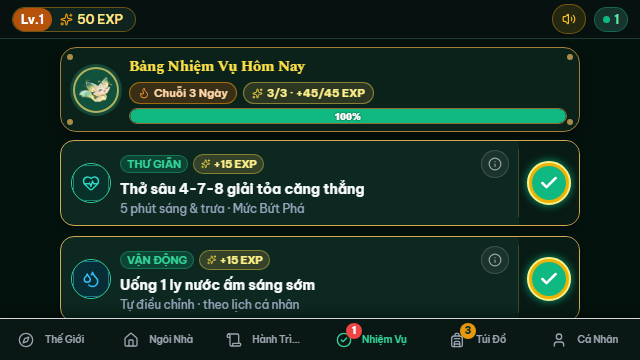 Lv.1 50 EXP 1
Bảng Nhiệm Vụ Hôm Nay
Chuỗi 3 Ngày 3/3 · +45/45 EXP
100%
THƯ GIÃN +15 EXP
Thở sâu 4-7-8 giải tỏa căng thẳng
5 phút sáng & trưa · Mức Bứt Phá
VẬN ĐỘNG +15 EXP
Uống 1 ly nước ấm sáng sớm
Tự điều chỉnh · theo lịch cá nhân
Thế Giới Ngôi Nhà Hành Trì... 1 Nhiệm Vụ 3 Túi Đồ Cá Nhân